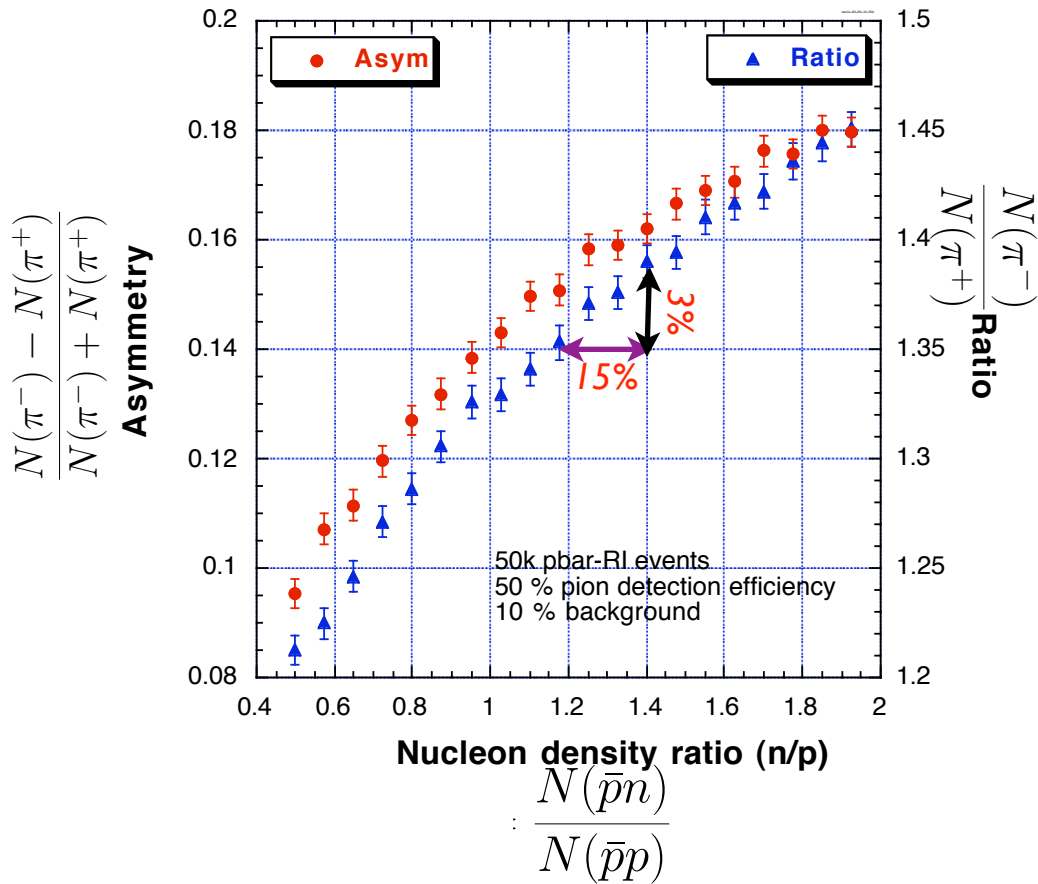 0.2
0.18
0.16
0.14
0.12
0.1
0.08
1.5
1.45
1.4
1.35
1.3
1.25
1.2
Asym
Ratio
N(π⁻) − N(π⁺)
N(π⁻) + N(π⁺)
Asymmetry
N(π⁻)
N(π⁺)
Ratio
3%
15%
50k pbar-RI events
50 % pion detection efficiency
10 % background
0.4 0.6 0.8 1 1.2 1.4 1.6 1.8 2
Nucleon density ratio (n/p)
: N(p̄n)
N(p̄p)